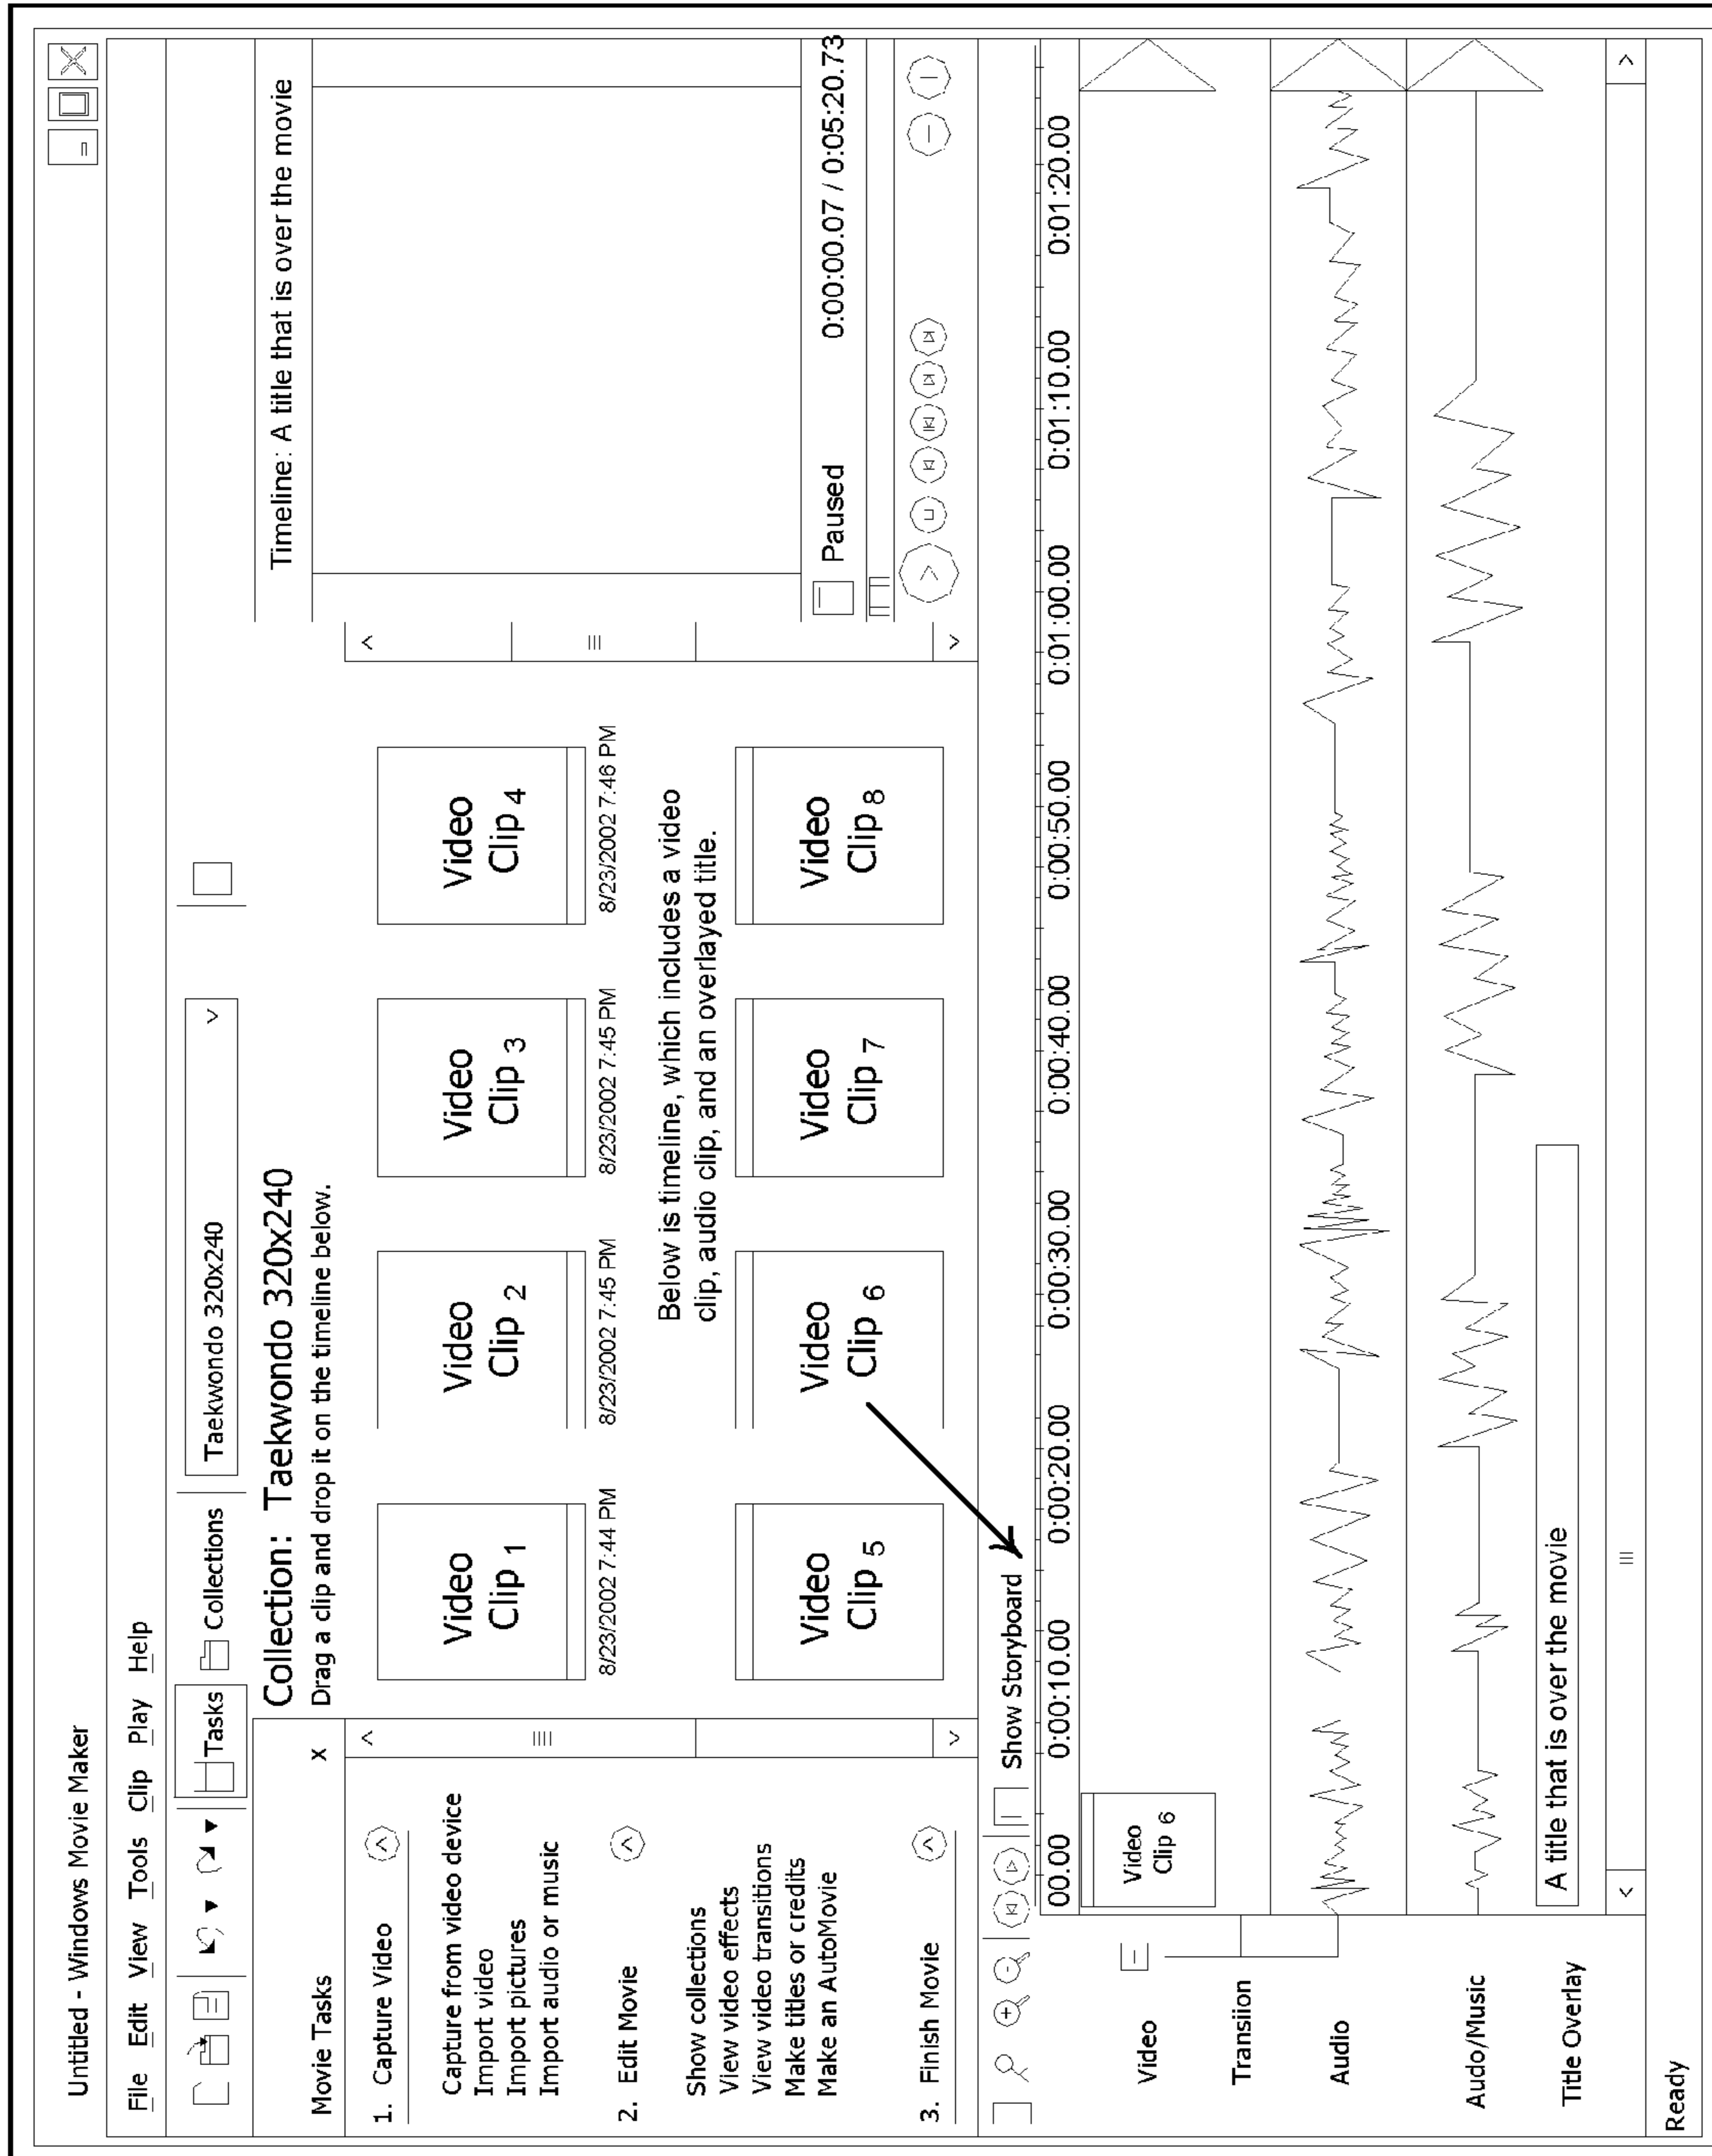 Untitled - Windows Movie Maker
File Edit View Tools Clip Play Help
Tasks Collections Taekwondo 320x240
Movie Tasks x
1. Capture Video
Capture from video device
Import video
Import pictures
Import audio or music
2. Edit Movie
Show collections
View video effects
View video transitions
Make titles or credits
Make an AutoMovie
3. Finish Movie
Collection: Taekwondo 320x240
Drag a clip and drop it on the timeline below.
Video
Clip 1
8/23/2002 7:44 PM
Video
Clip 2
8/23/2002 7:45 PM
Video
Clip 3
8/23/2002 7:45 PM
Video
Clip 4
8/23/2002 7:46 PM
Below is timeline, which includes a video
clip, audio clip, and an overlayed title.
Video
Clip 5
Video
Clip 6
Video
Clip 7
Video
Clip 8
Timeline: A title that is over the movie
Paused 0:00:00.07 / 0:05:20.73
Show Storyboard
00.00 0:00:10.00 0:00:20.00 0:00:30.00 0:00:40.00 0:00:50.00 0:01:00.00 0:01:10.00 0:01:20.00
Video
Video
Clip 6
Transition
Audio
Audo/Music
Title Overlay
A title that is over the movie
Ready